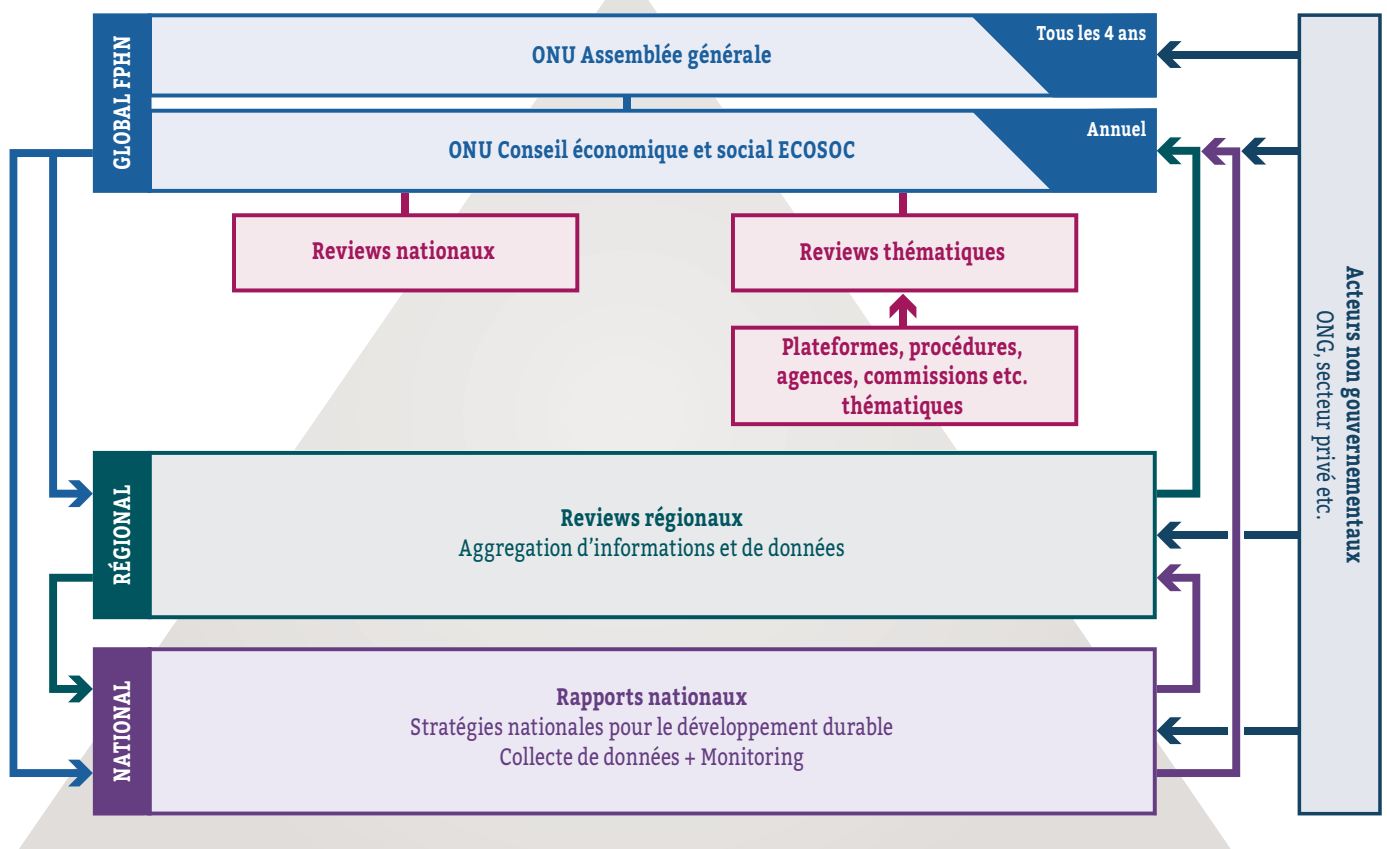 GLOBAL FPHN
ONU Assemblée générale
Tous les 4 ans
ONU Conseil économique et social ECOSOC
Annuel
Reviews nationaux
Reviews thématiques
Plateformes, procédures,
agences, commissions etc.
thématiques
RÉGIONAL
Reviews régionaux
Aggregation d’informations et de données
NATIONAL
Rapports nationaux
Stratégies nationales pour le développement durable
Collecte de données + Monitoring
Acteurs non gouvernementaux
ONG, secteur privé etc.